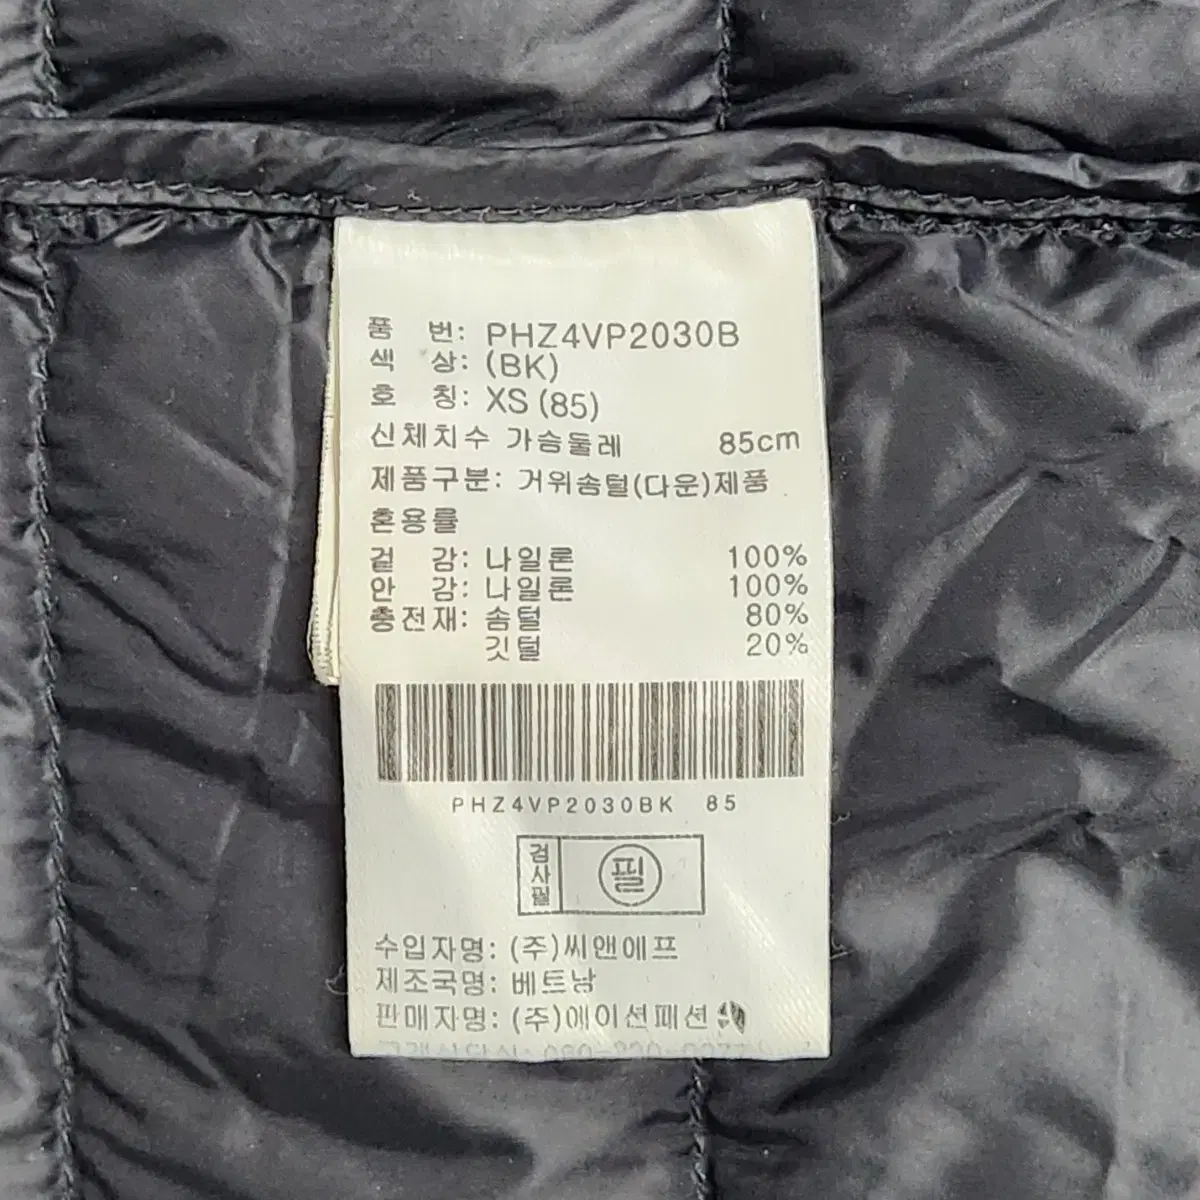 품 번: PHZ4VP2030B
색 상: (BK)
호 칭: XS (85)
신체치수 가슴둘레 85cm
제품구분: 거위솜털(다운)제품
혼용률
겉 감: 나일론 100%
안 감: 나일론 100%
충전재: 솜털 80%
깃털 20%
PHZ4VP2030BK 85
검사필 필
수입자명: (주)씨앤에프
제조국명: 베트남
판매자명: (주)에이션패션